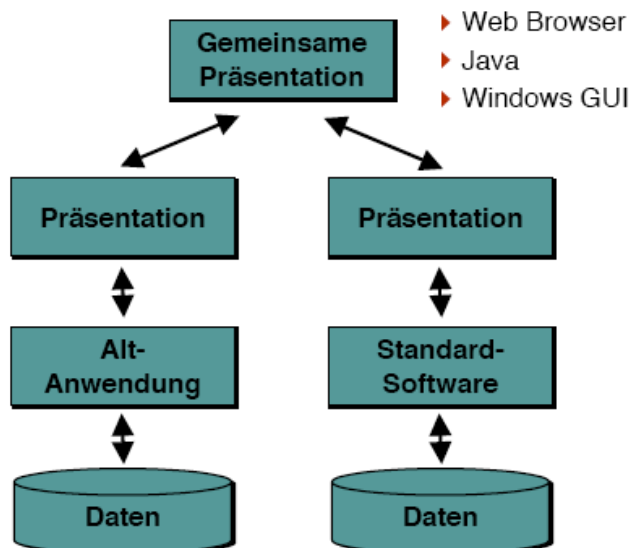 Gemeinsame
Präsentation
Web Browser
Java
Windows GUI
Präsentation
Präsentation
Alt-
Anwendung
Standard-
Software
Daten
Daten